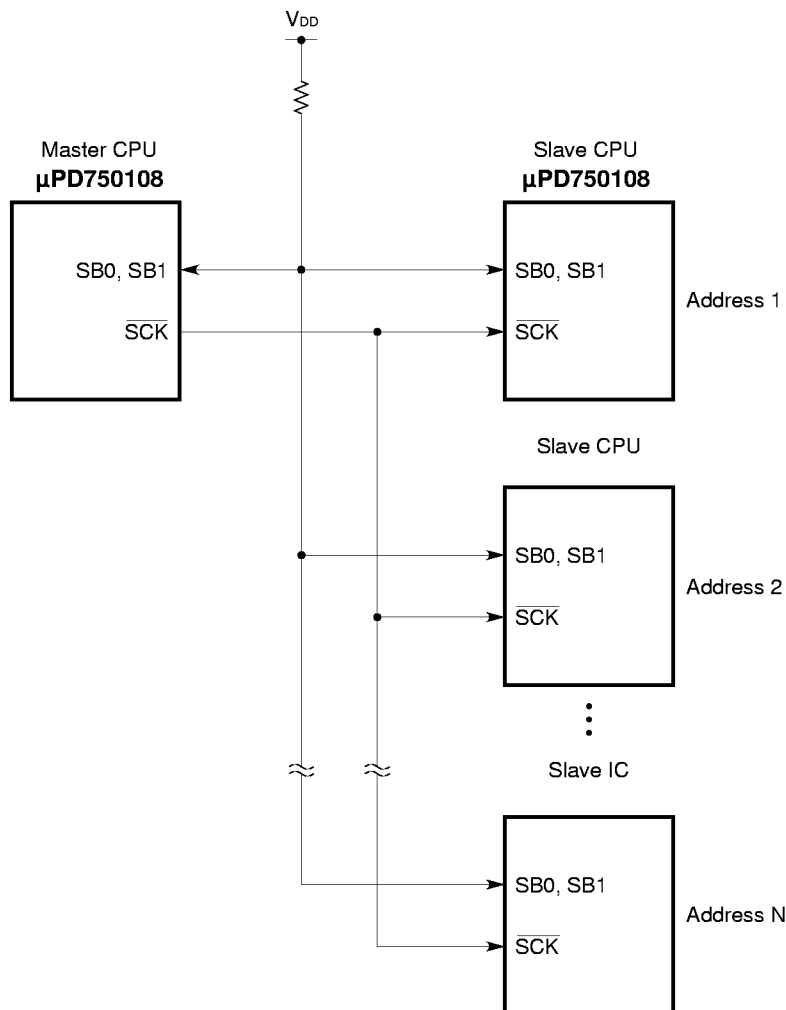 VDD
Master CPU
μPD750108
SB0, SB1
SCK
Slave CPU
μPD750108
SB0, SB1
SCK
Address 1
Slave CPU
SB0, SB1
SCK
Address 2
Slave IC
SB0, SB1
SCK
Address N